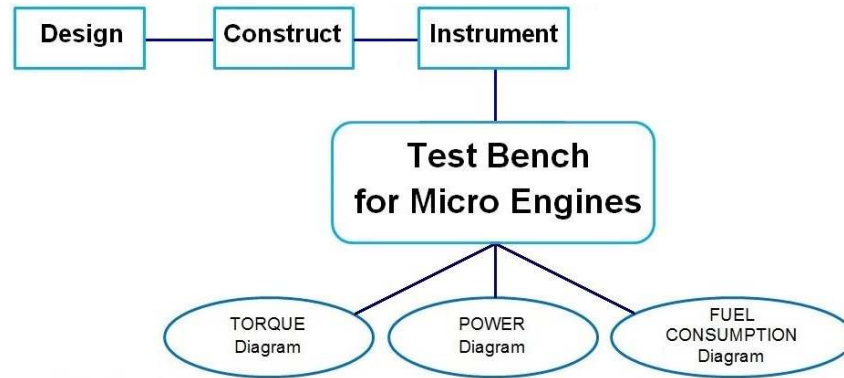 Design
Construct
Instrument
Test Bench
for Micro Engines
TORQUE
Diagram
POWER
Diagram
FUEL
CONSUMPTION
Diagram